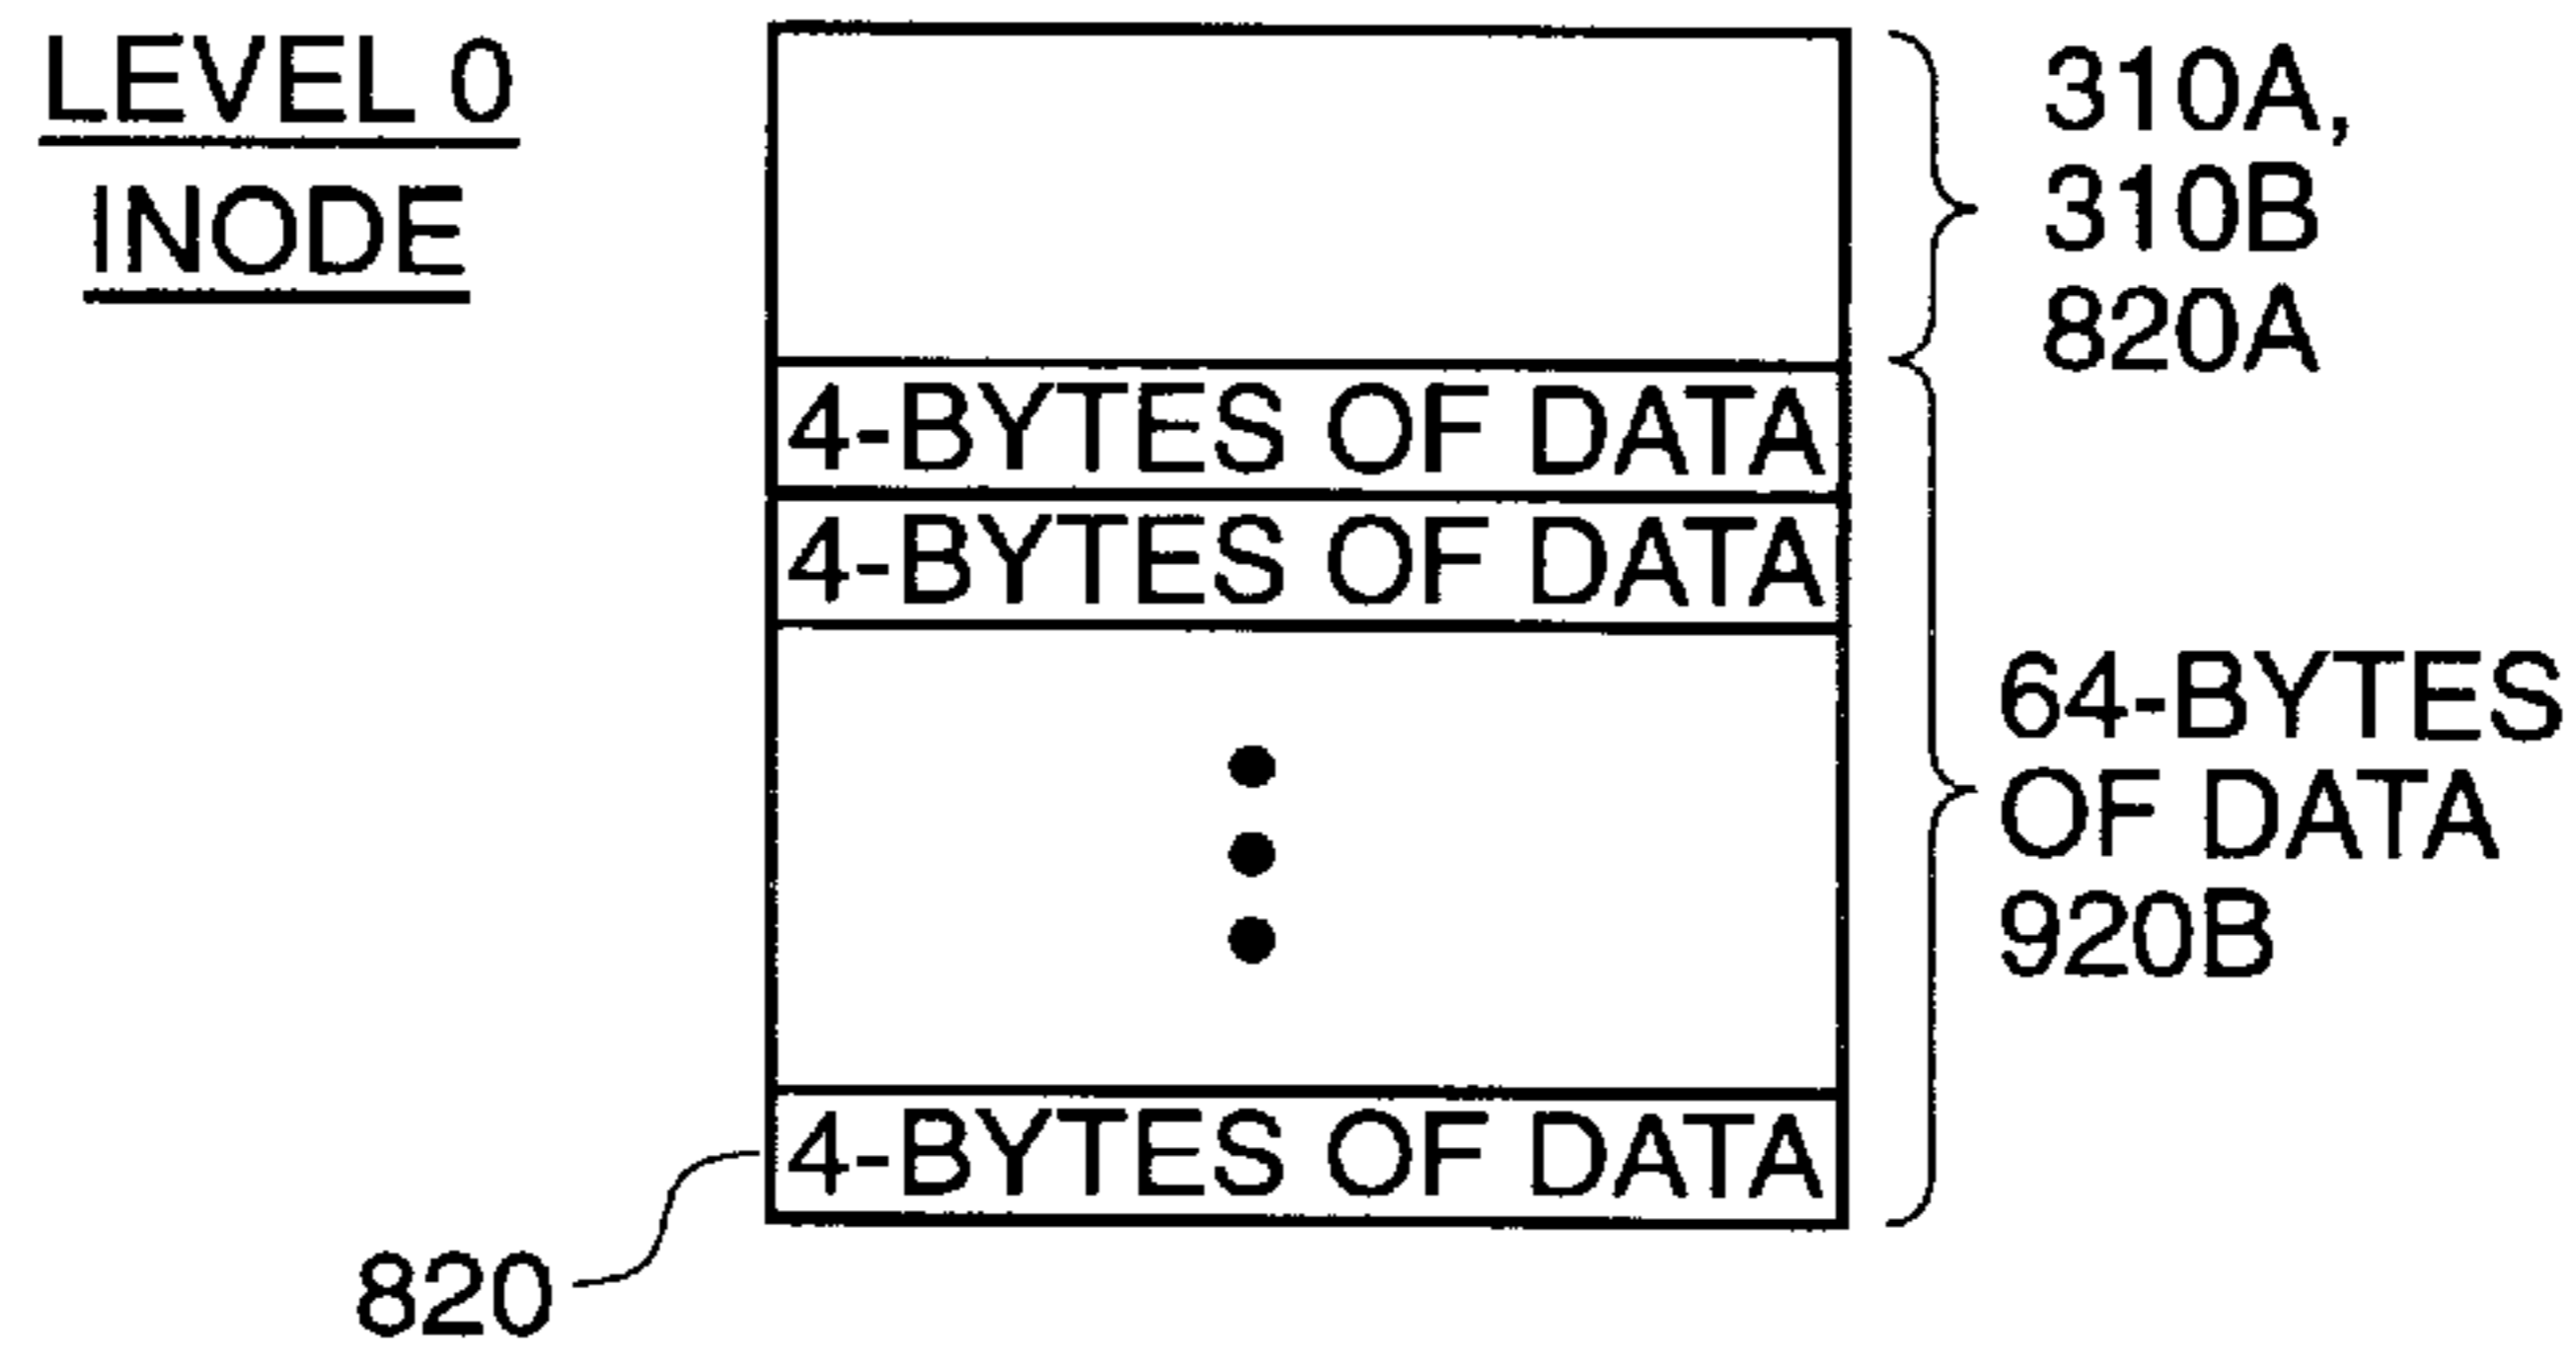 LEVEL 0
INODE
310A,
310B
820A
4-BYTES OF DATA
4-BYTES OF DATA
64-BYTES
OF DATA
920B
4-BYTES OF DATA
820